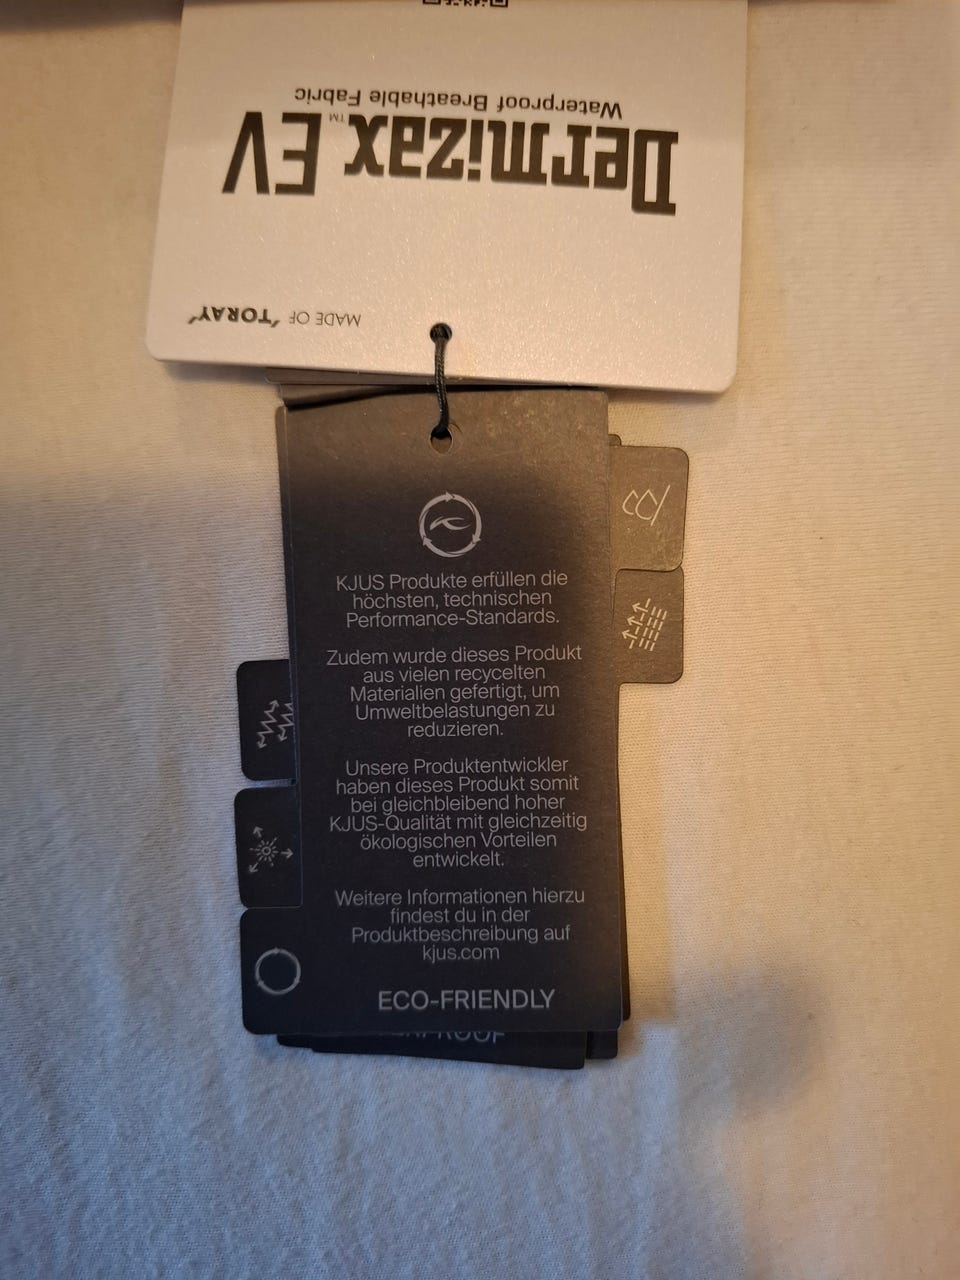 Dermizax EV™
Waterproof Breathable Fabric
MADE OF 'TORAY'
KJUS Produkte erfüllen die
höchsten, technischen
Performance-Standards.
Zudem wurde dieses Produkt
aus vielen recycelten
Materialien gefertigt, um
Umweltbelastungen zu
reduzieren.
Unsere Produktentwickler
haben dieses Produkt somit
bei gleichbleibend hoher
KJUS-Qualität mit gleichzeitig
ökologischen Vorteilen
entwickelt.
Weitere Informationen hierzu
findest du in der
Produktbeschreibung auf
kjus.com
ECO-FRIENDLY